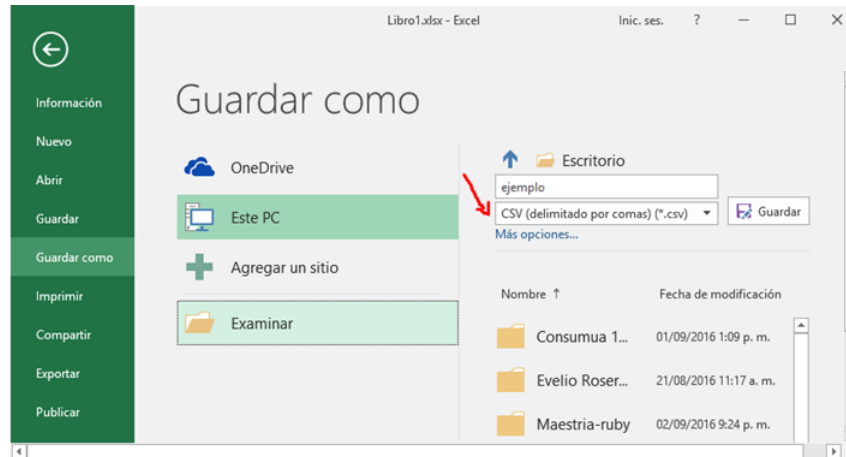 Libro1.xlsx - Excel
Inic. ses.
?
Información
Nuevo
Abrir
Guardar
Guardar como
Imprimir
Compartir
Exportar
Publicar
Guardar como
OneDrive
Este PC
Agregar un sitio
Examinar
Escritorio
ejemplo
CSV (delimitado por comas) (*.csv)
Guardar
Más opciones...
Nombre ↑ Fecha de modificación
Consumua 1... 01/09/2016 1:09 p. m.
Evelio Roser... 21/08/2016 11:17 a. m.
Maestria-ruby 02/09/2016 9:24 p. m.